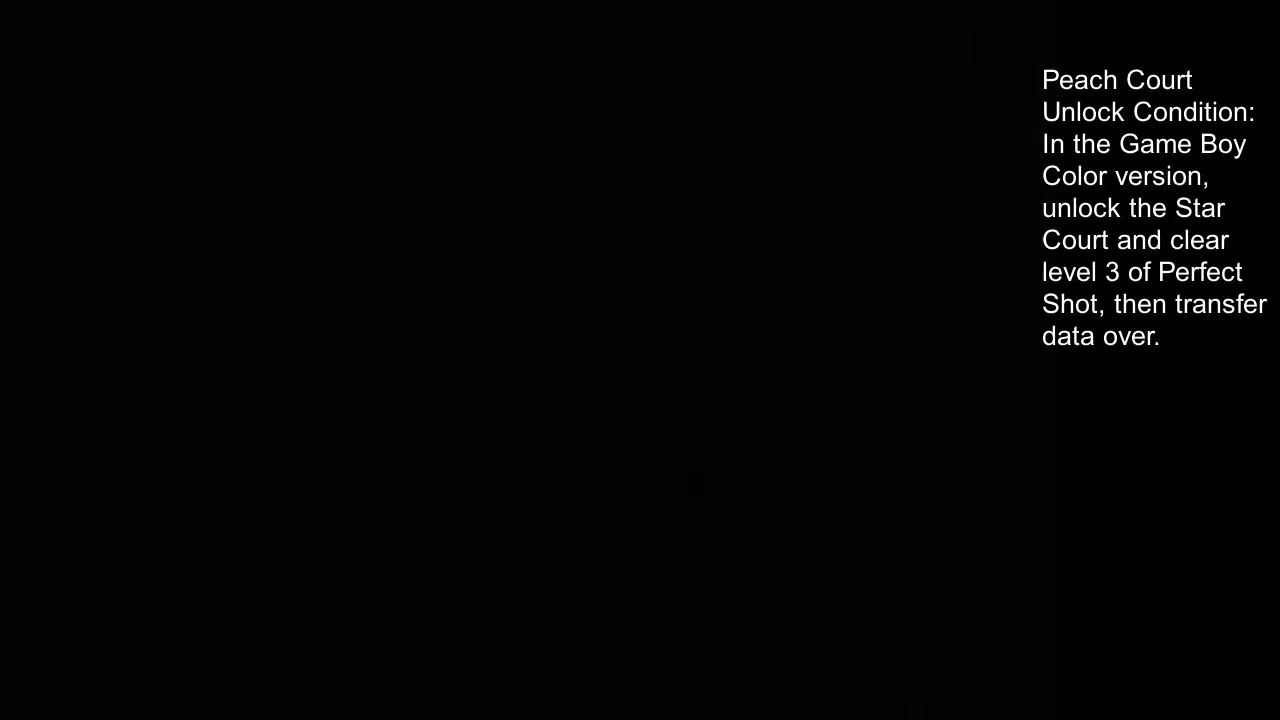 Peach Court
Unlock Condition:
In the Game Boy
Color version,
unlock the Star
Court and clear
level 3 of Perfect
Shot, then transfer
data over.